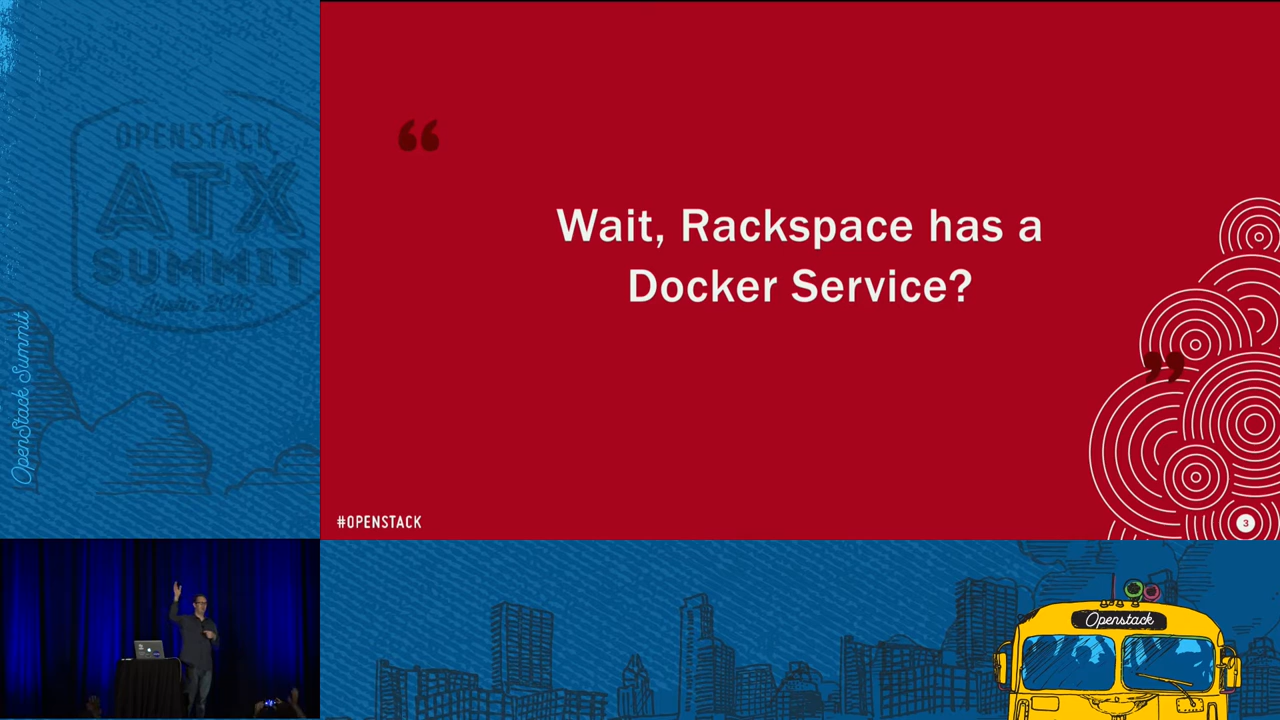 OPENSTACK
ATX
SUMMIT
OpenStack Summit
“
Wait, Rackspace has a
Docker Service?
”
#OPENSTACK
3
Openstack